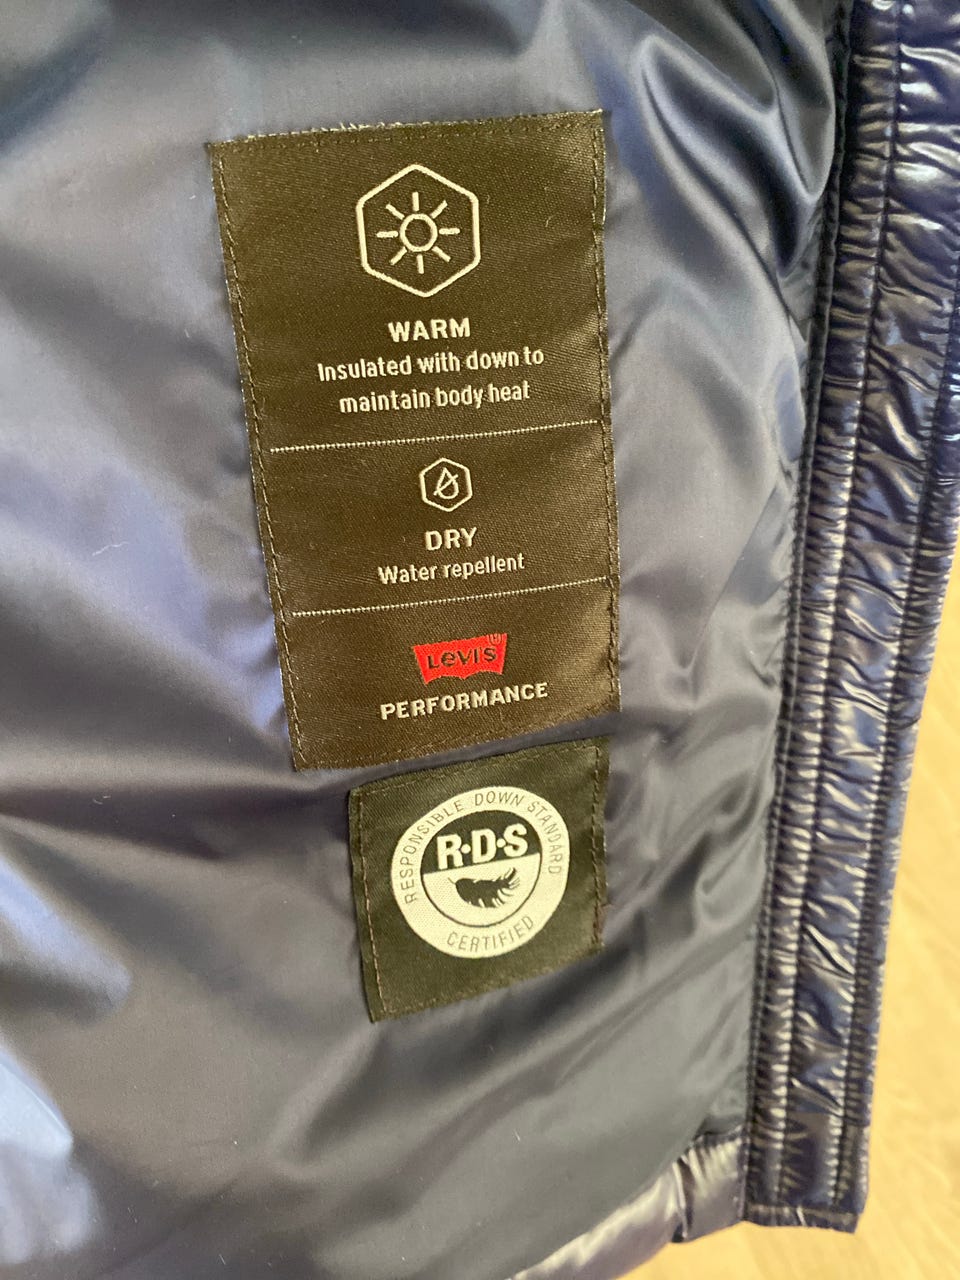 WARM
Insulated with down to
maintain body heat
DRY
Water repellent
Levi's
PERFORMANCE
RESPONSIBLE DOWN STANDARD
R·D·S
CERTIFIED